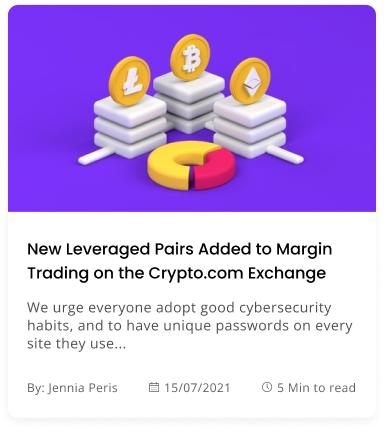 New Leveraged Pairs Added to Margin
Trading on the Crypto.com Exchange
We urge everyone adopt good cybersecurity
habits, and to have unique passwords on every
site they use...
By: Jennia Peris 15/07/2021 5 Min to read